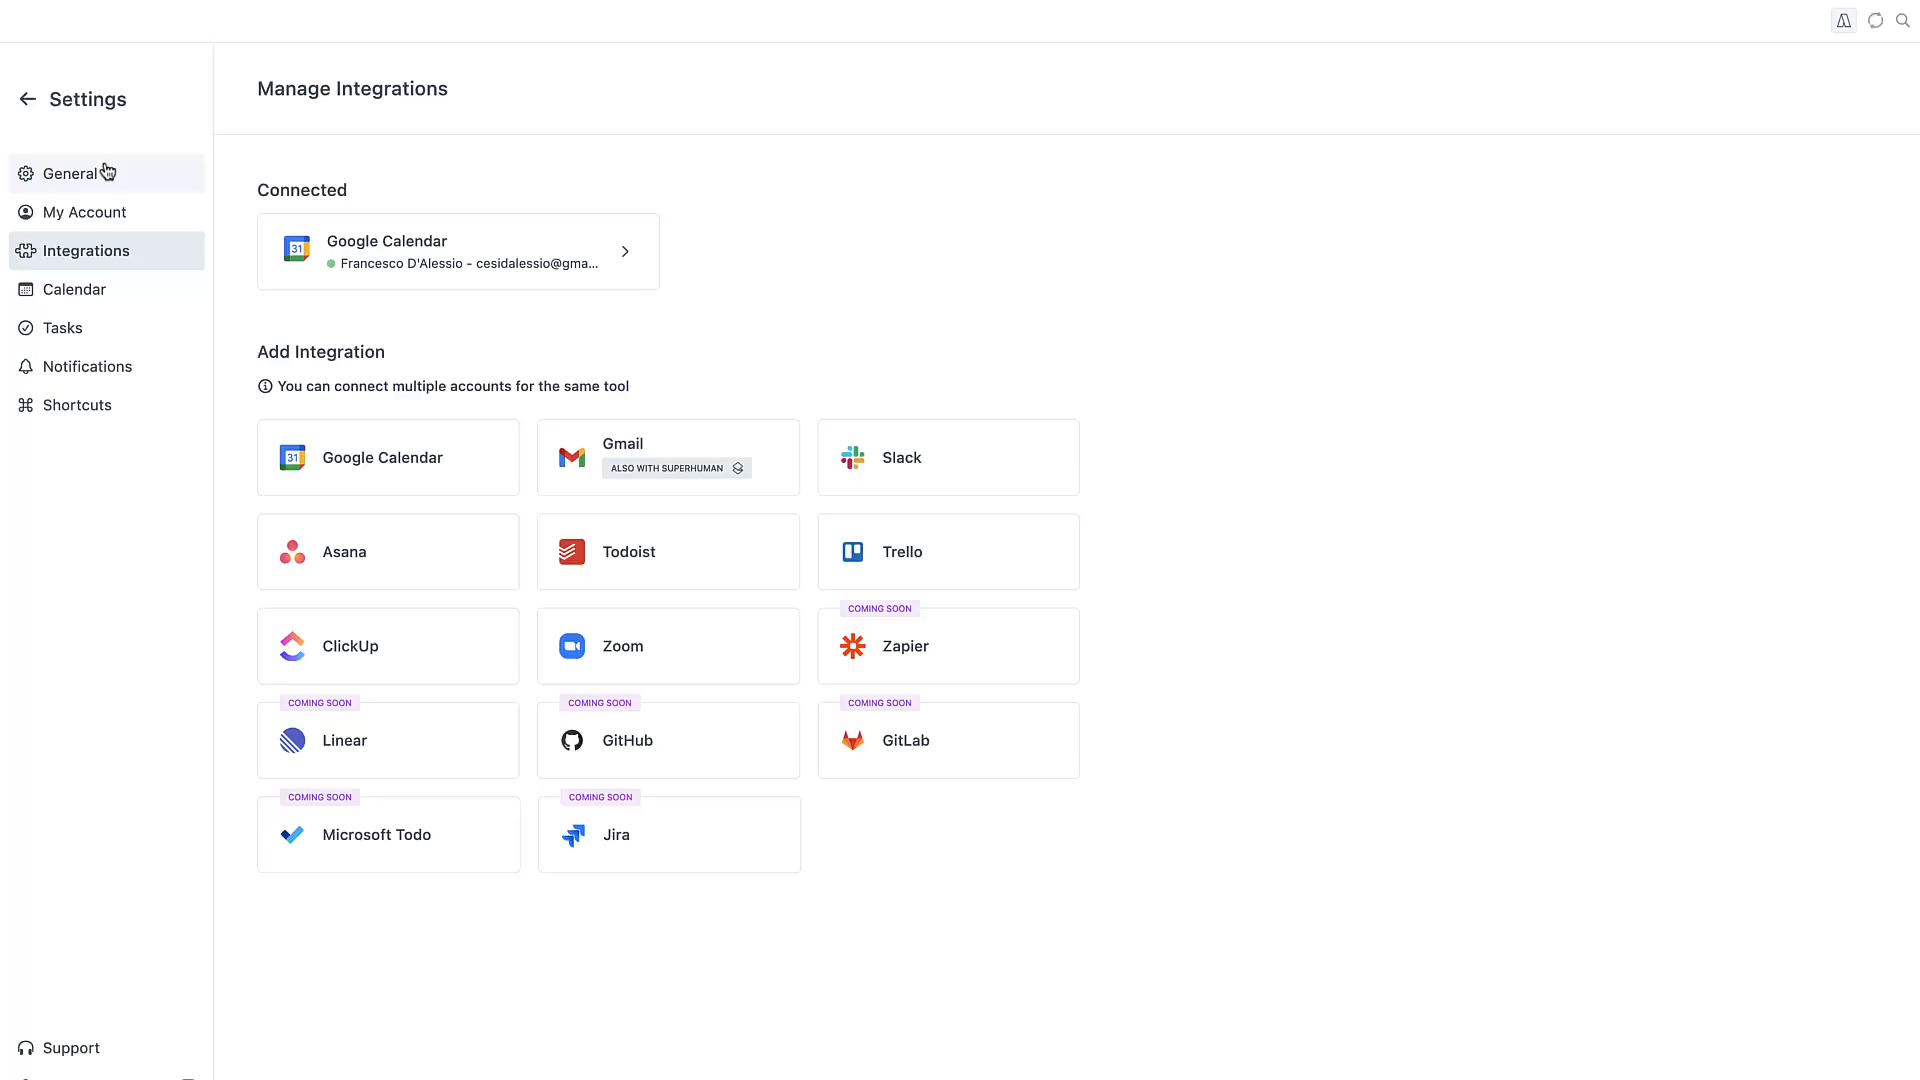 Settings
General
My Account
Integrations
Calendar
Tasks
Notifications
Shortcuts
Support
Manage Integrations
Connected
31
Google Calendar
Francesco D'Alessio - cesidalessio@gma...
Add Integration
You can connect multiple accounts for the same tool
31
Google Calendar
Gmail
ALSO WITH SUPERHUMAN
Slack
Asana
Todoist
Trello
ClickUp
Zoom
COMING SOON
Zapier
COMING SOON
Linear
COMING SOON
GitHub
COMING SOON
GitLab
COMING SOON
Microsoft Todo
COMING SOON
Jira